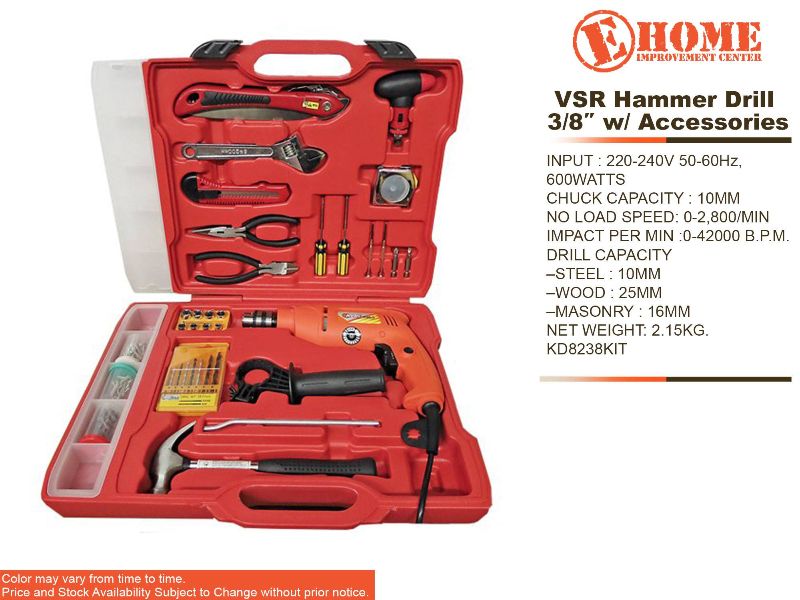 E HOME
IMPROVEMENT CENTER
VSR Hammer Drill
3/8″ w/ Accessories
INPUT : 220-240V 50-60Hz,
600WATTS
CHUCK CAPACITY : 10MM
NO LOAD SPEED: 0-2,800/MIN
IMPACT PER MIN :0-42000 B.P.M.
DRILL CAPACITY
–STEEL : 10MM
–WOOD : 25MM
–MASONRY : 16MM
NET WEIGHT: 2.15KG.
KD8238KIT
Color may vary from time to time.
Price and Stock Availability Subject to Change without prior notice.